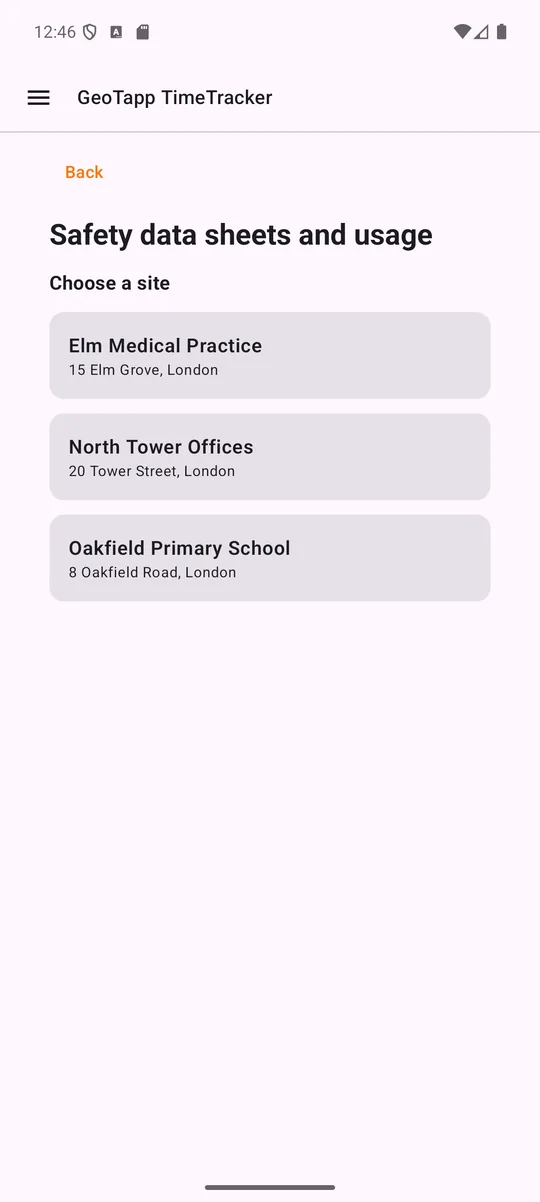 12:46
GeoTapp TimeTracker
Back
Safety data sheets and usage
Choose a site
Elm Medical Practice
15 Elm Grove, London
North Tower Offices
20 Tower Street, London
Oakfield Primary School
8 Oakfield Road, London